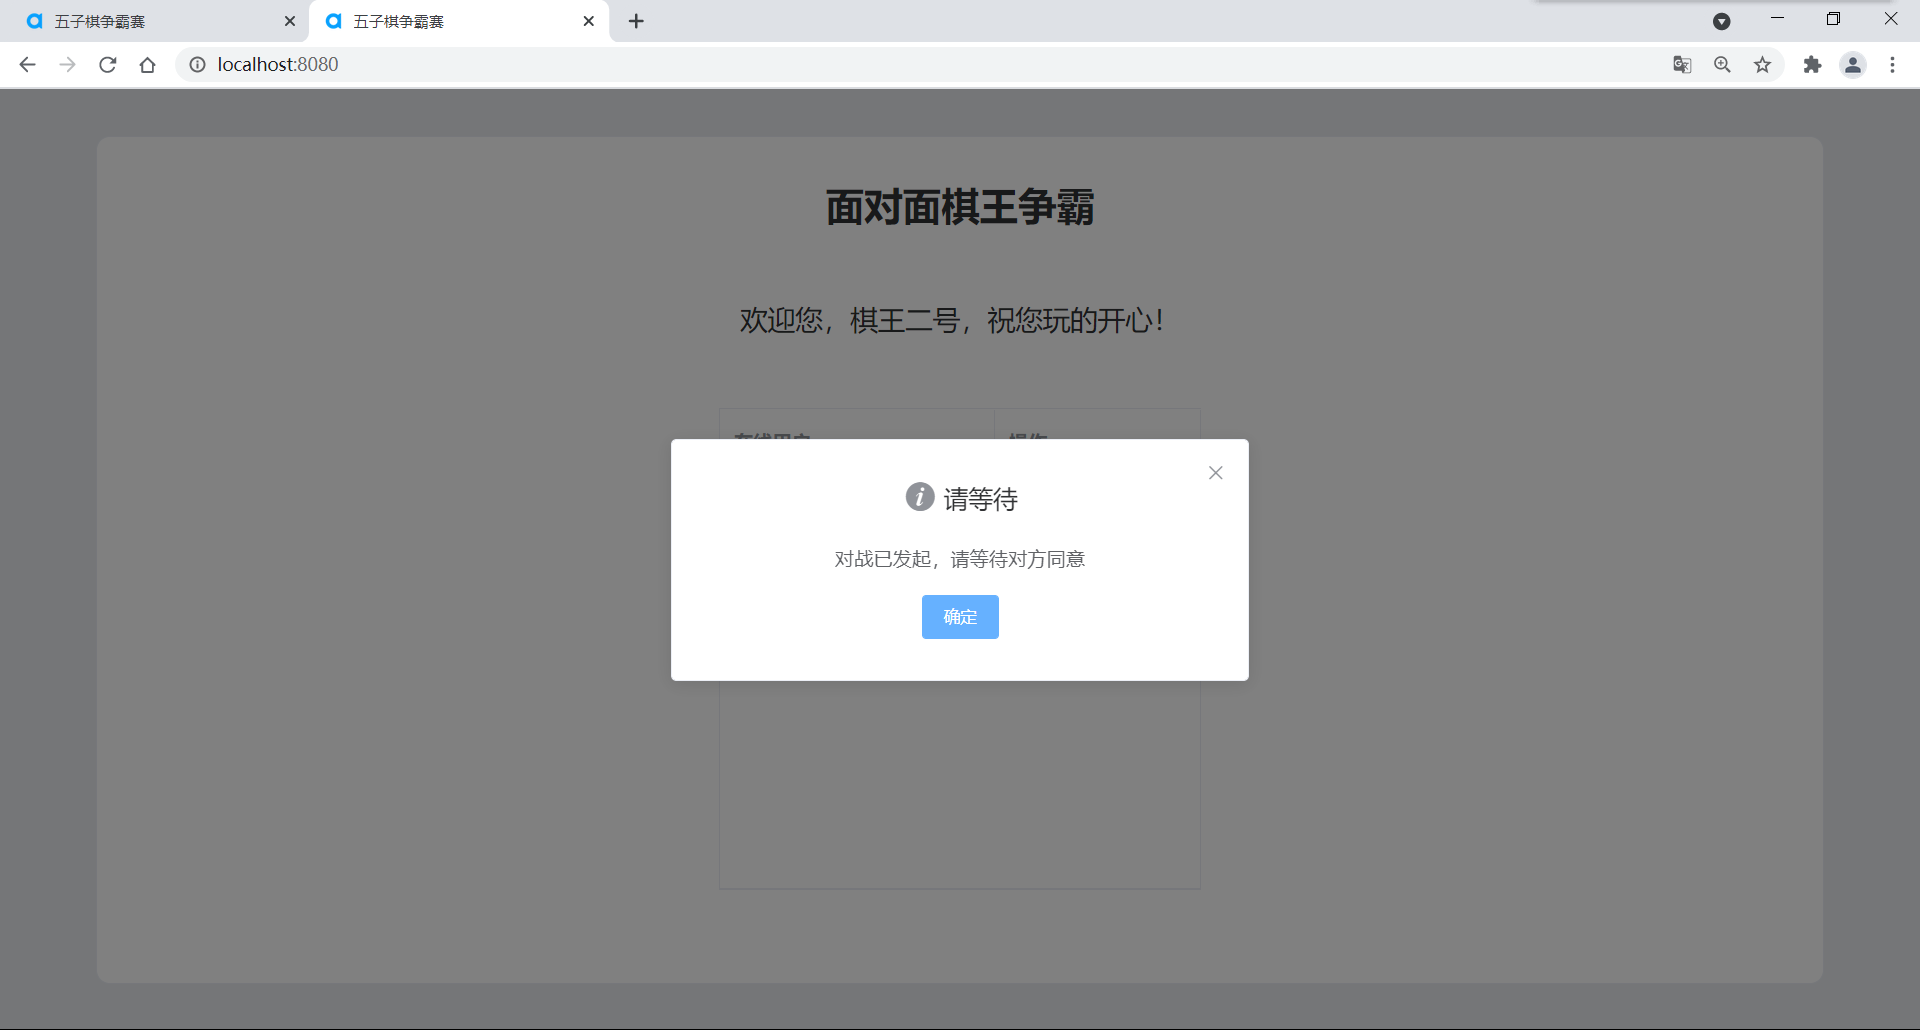 五子棋争霸赛
五子棋争霸赛
localhost:8080
面对面棋王争霸
欢迎您，棋王二号，祝您玩的开心！
请等待
对战已发起，请等待对方同意
确定